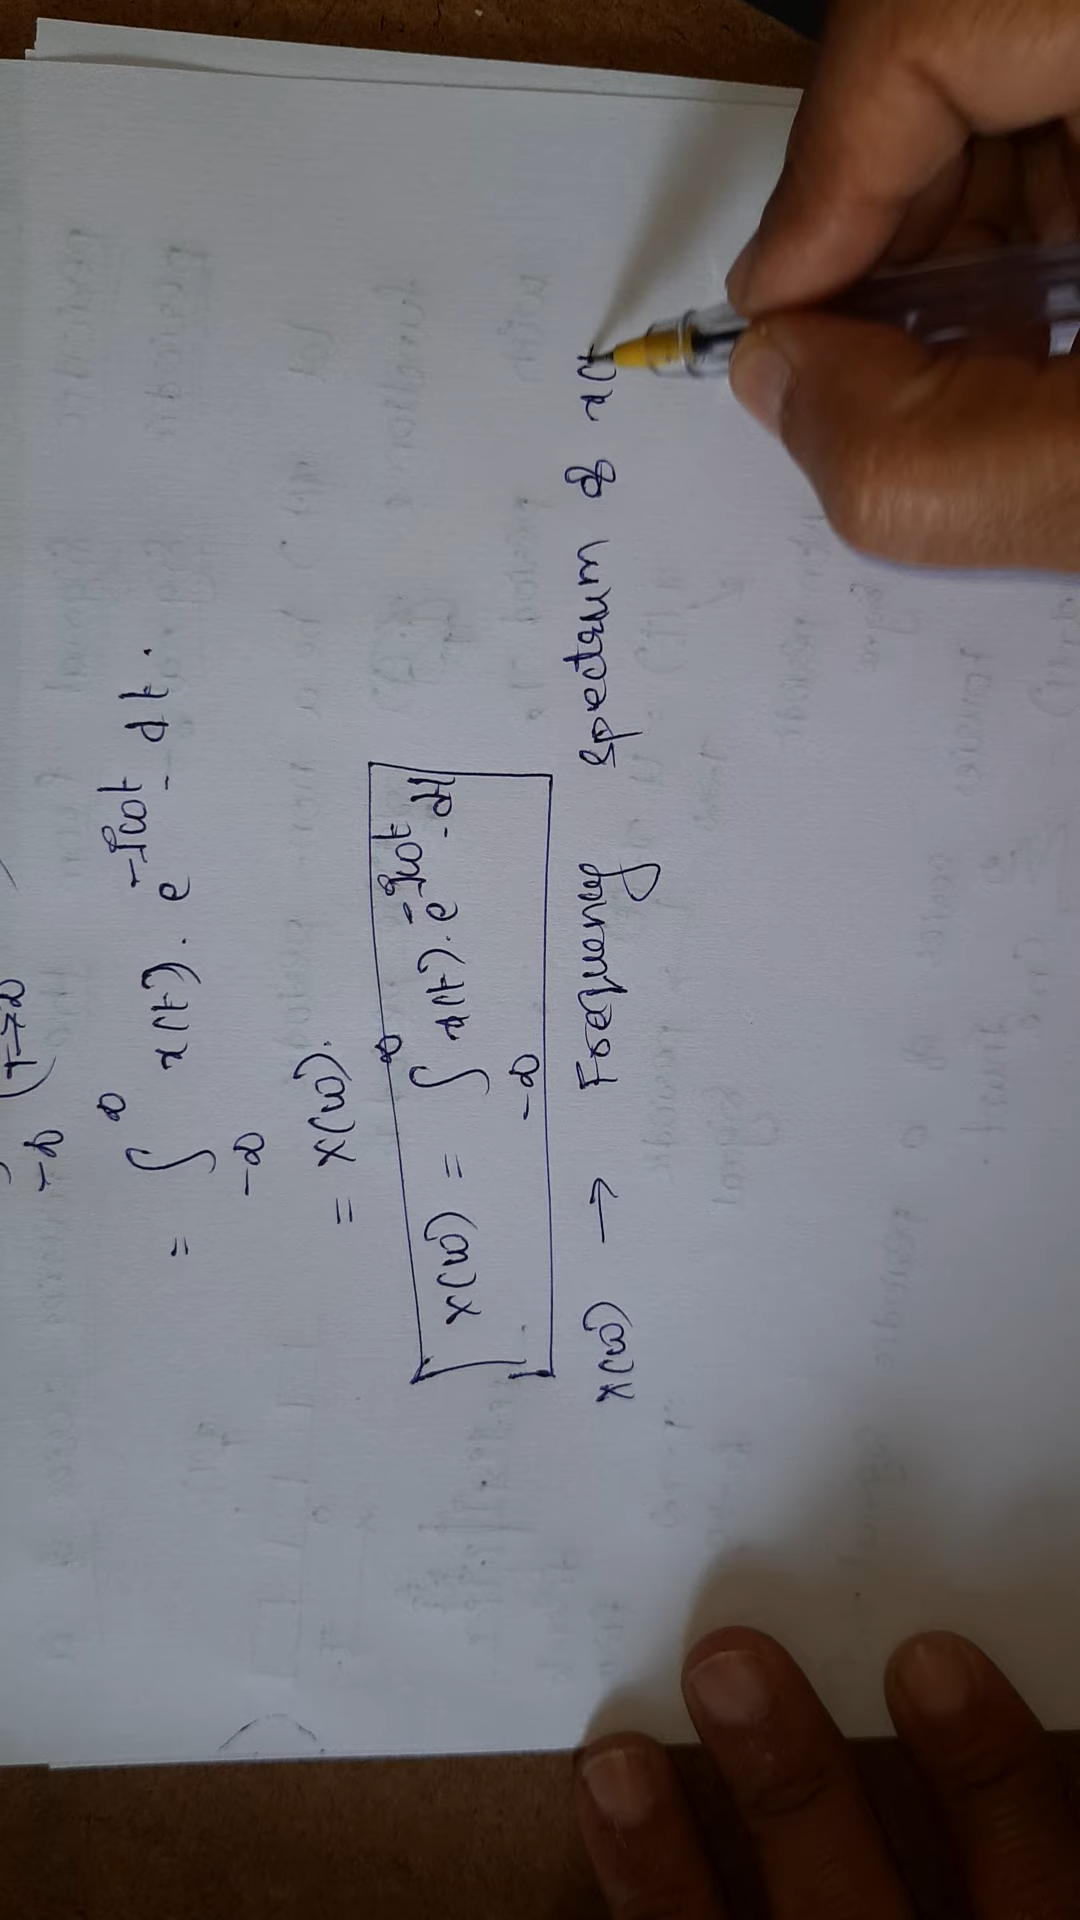 -∞ (T→∞
= ∫_{-∞}^{∞} x(t) . e^{-jωt} . dt .
= X(ω).
X(ω) = ∫_{-∞}^{∞} x(t) . e^{-jωt} . dt
X(ω) → Frequency spectrum of x(t